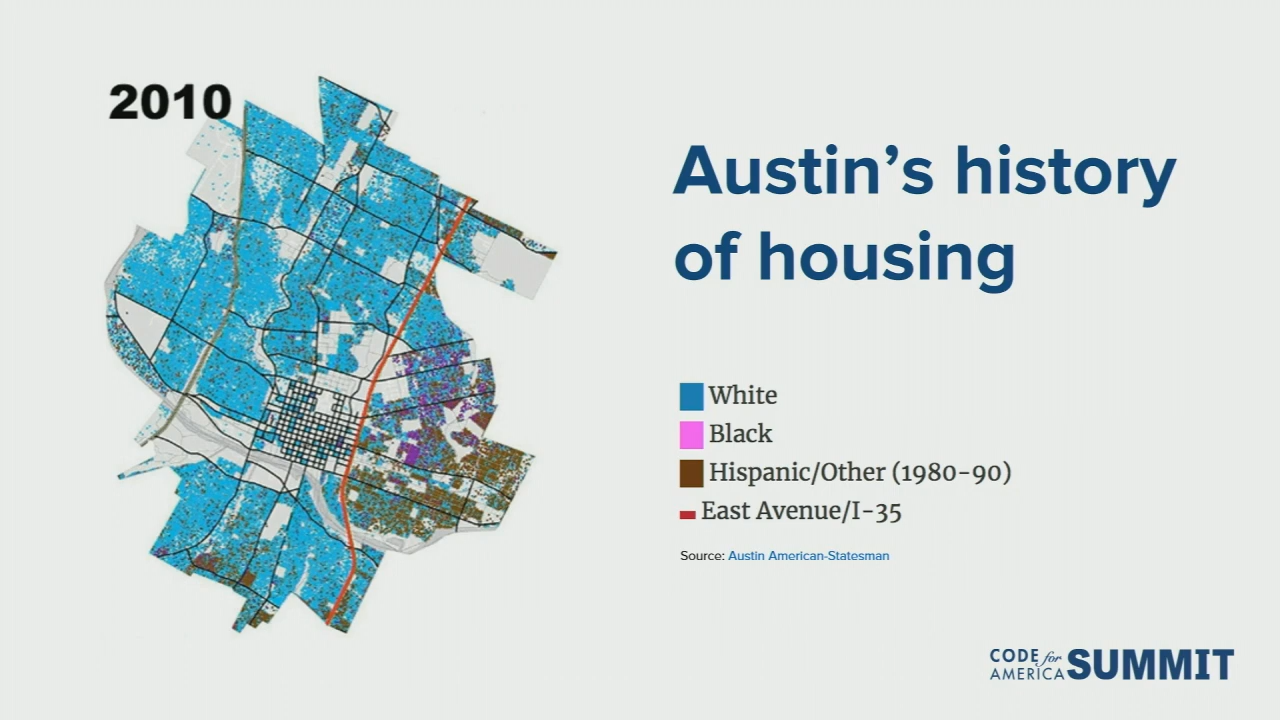 2010
Austin’s history
of housing
White
Black
Hispanic/Other (1980-90)
East Avenue/I-35
Source: Austin American-Statesman
CODE for
AMERICA SUMMIT